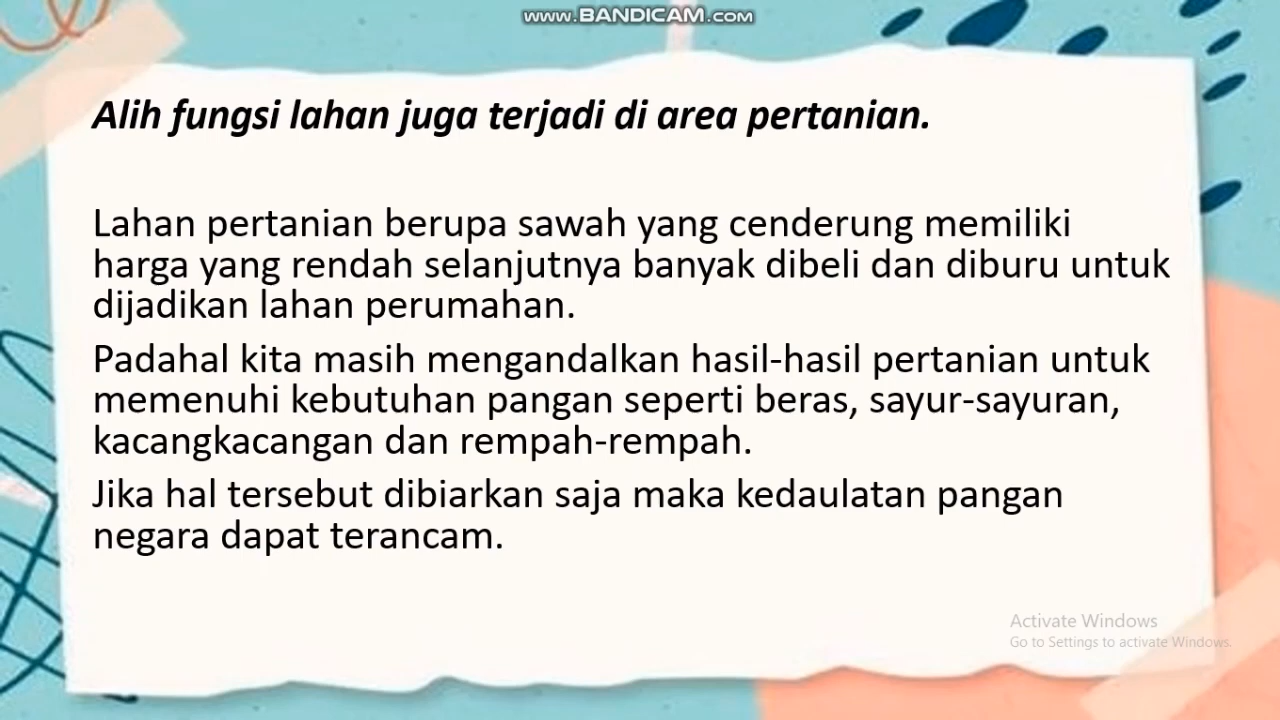 www.BANDICAM.com
Alih fungsi lahan juga terjadi di area pertanian.
Lahan pertanian berupa sawah yang cenderung memiliki
harga yang rendah selanjutnya banyak dibeli dan diburu untuk
dijadikan lahan perumahan.
Padahal kita masih mengandalkan hasil-hasil pertanian untuk
memenuhi kebutuhan pangan seperti beras, sayur-sayuran,
kacangkacangan dan rempah-rempah.
Jika hal tersebut dibiarkan saja maka kedaulatan pangan
negara dapat terancam.
Activate Windows
Go to Settings to activate Windows.